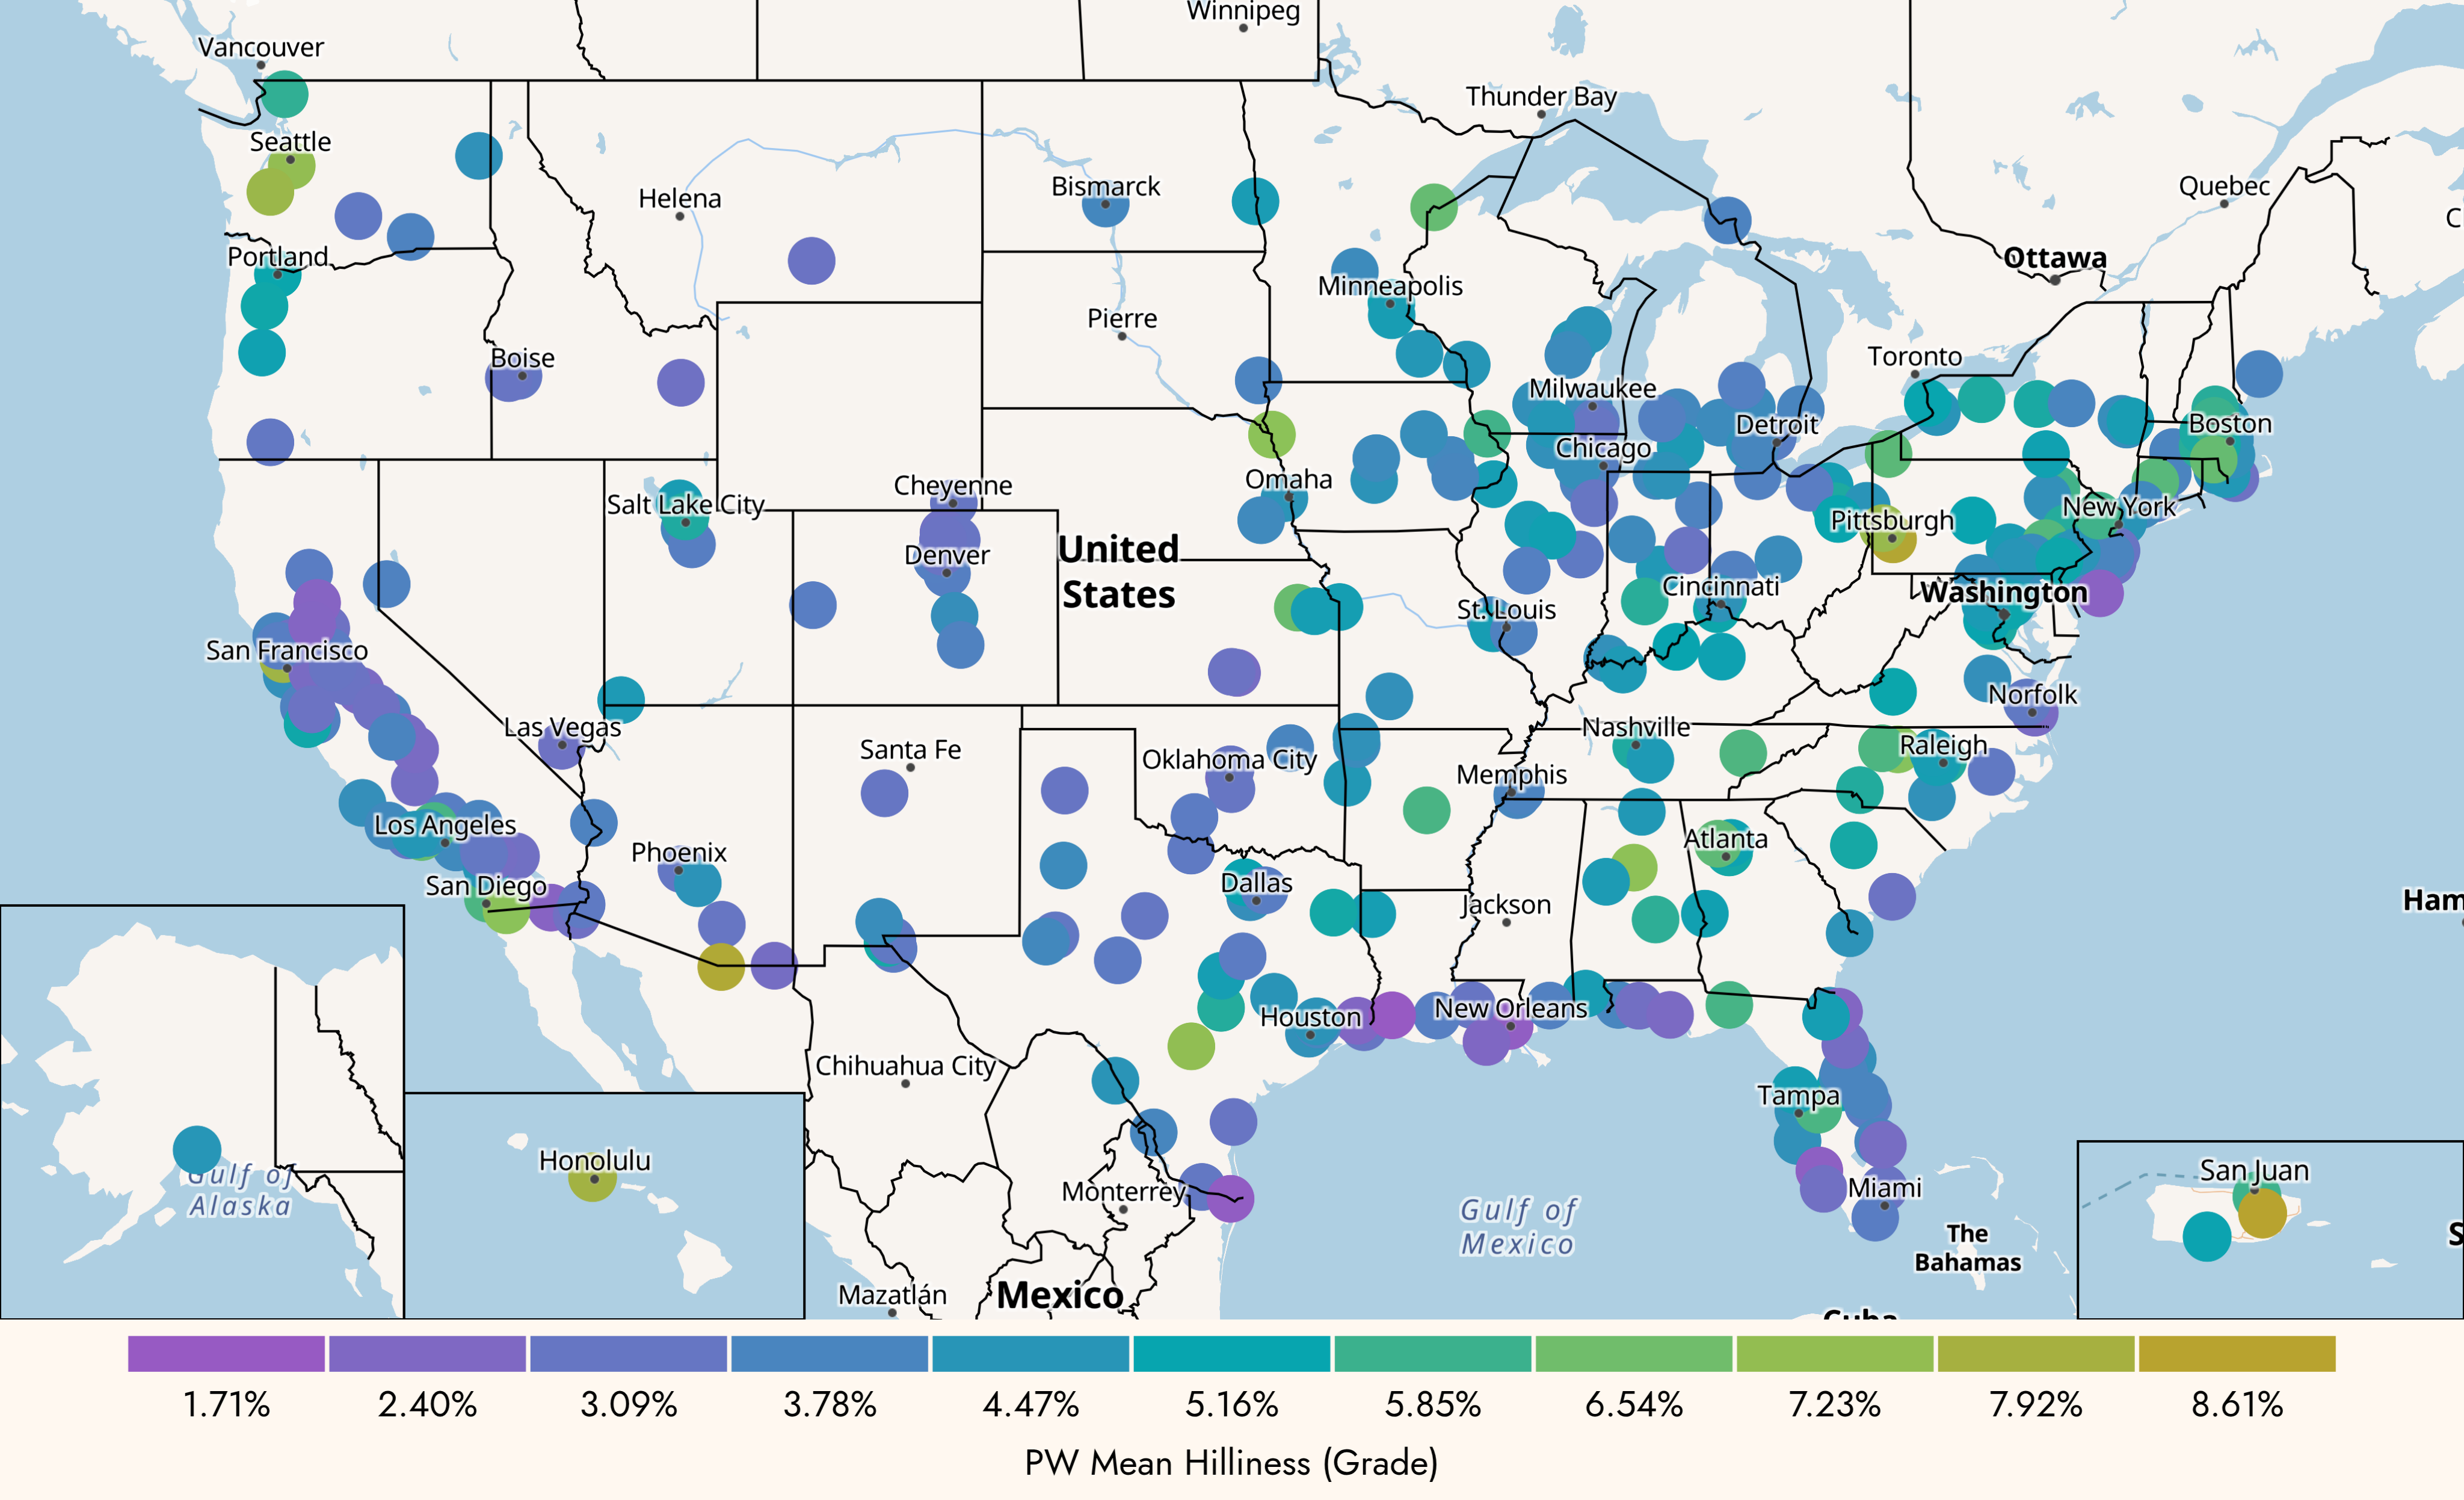 Winnipeg
Vancouver
Thunder Bay
Seattle
Quebec
C
Bismarck
Helena
Ottawa
Portland
Minneapolis
Pierre
Toronto
Boise
Milwaukee
Detroit
Boston
Chicago
Omaha
Cheyenne
Salt Lake City
New York
Pittsburgh
Denver
United
States
Cincinnati
Washington
St. Louis
San Francisco
Norfolk
Las Vegas
Nashville
Santa Fe
Raleigh
Oklahoma City
Memphis
Los Angeles
Atlanta
Phoenix
San Diego
Dallas
Jackson
Ham
New Orleans
Houston
Chihuahua City
Tampa
Honolulu
Gulf of
Alaska
San Juan
Monterrey
Miami
Gulf of
Mexico
The
Bahamas
S
Mazatlán
Mexico
Cuba
1.71% 2.40% 3.09% 3.78% 4.47% 5.16% 5.85% 6.54% 7.23% 7.92% 8.61%
PW Mean Hilliness (Grade)